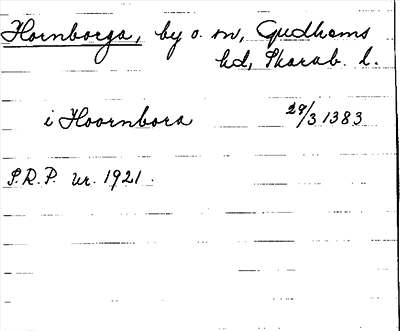 Hornborga, by o. sn, Gudhems
hd, Skarab. l.
i Hoornbora 29/3 1383
S.R.P. nr. 1921.